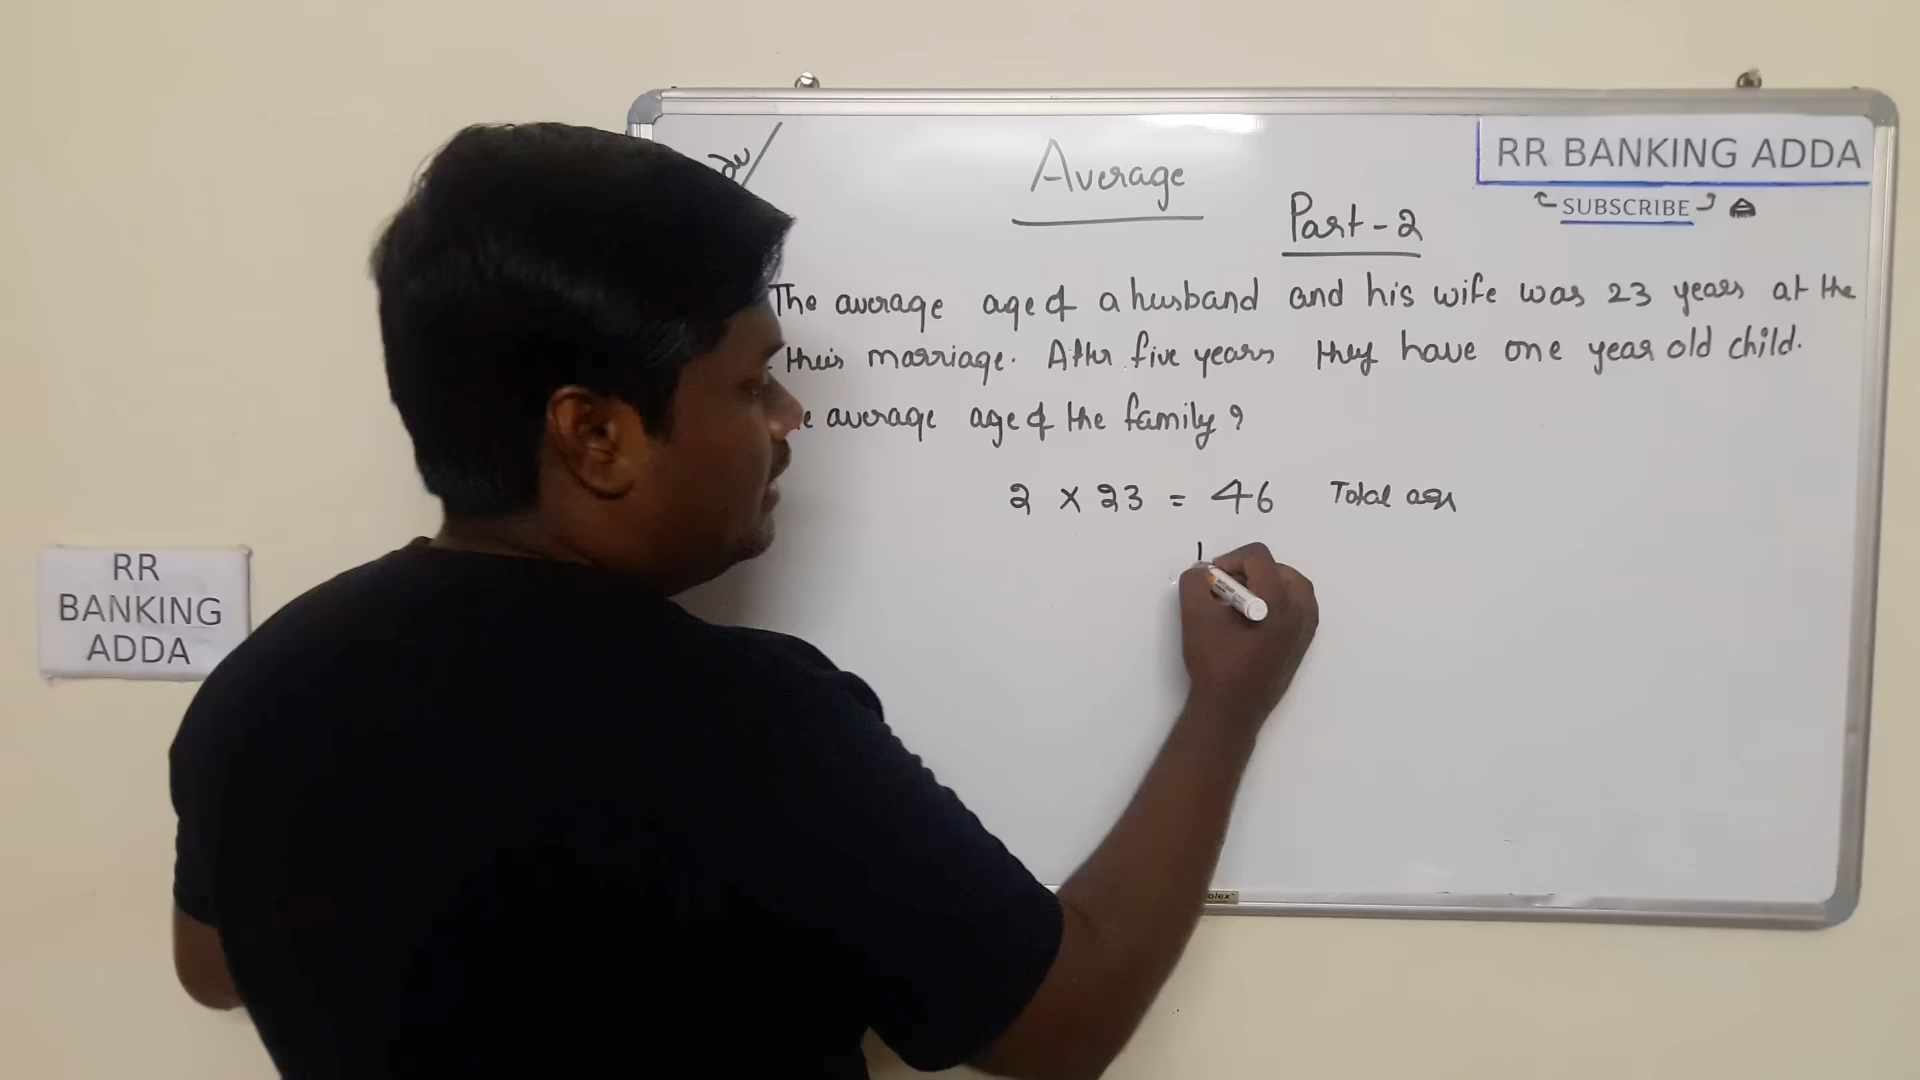 Average
RR BANKING ADDA
SUBSCRIBE
Part-2
The average age of a husband and his wife was 23 years at the
their marriage. After five years they have one year old child.
average age of the family?
2 x 23 = 46 Total
RR
BANKING
ADDA